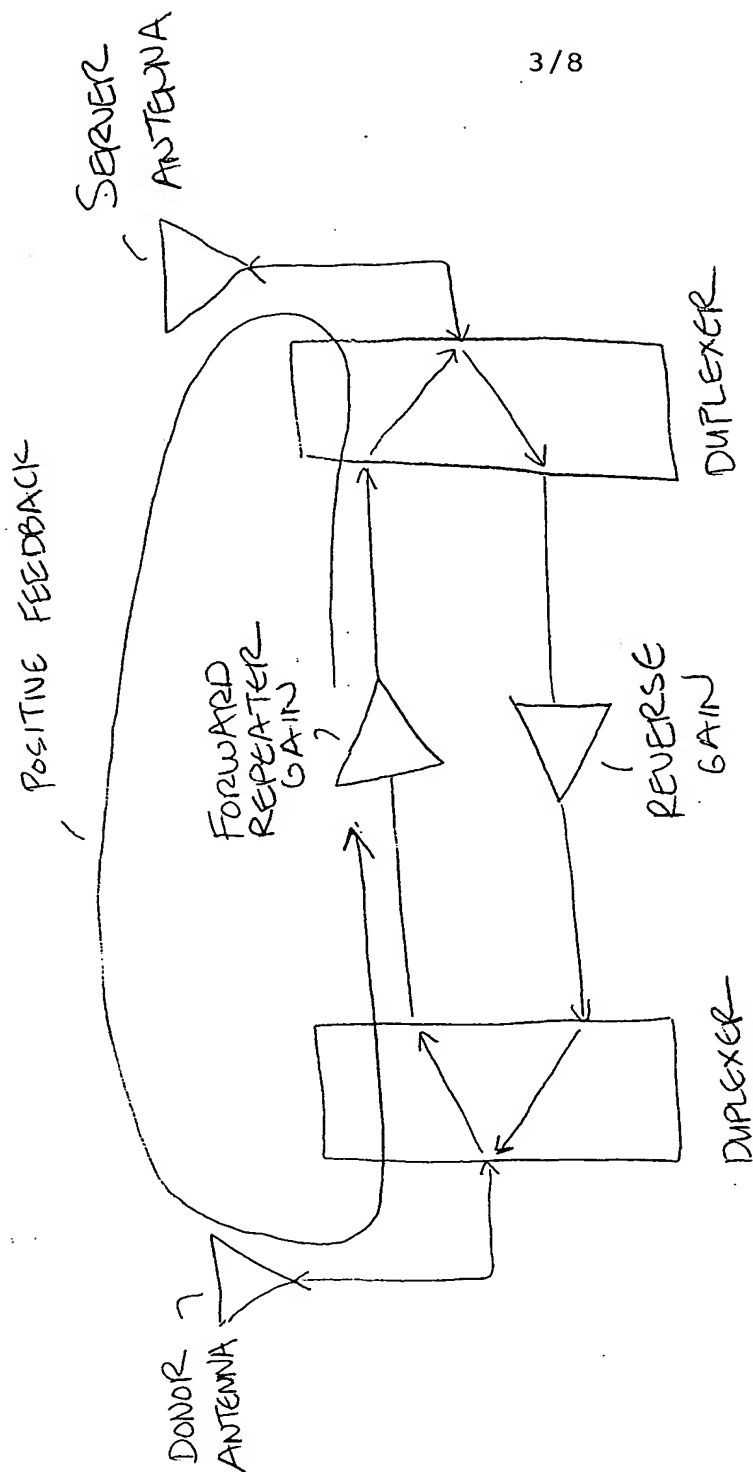 3/8
POSITIVE FEEDBACK
SERVER
ANTENNA
FORWARD
REPEATER
GAIN
DONOR
ANTENNA
REVERSE
GAIN
DUPLEXER
DUPLEXER